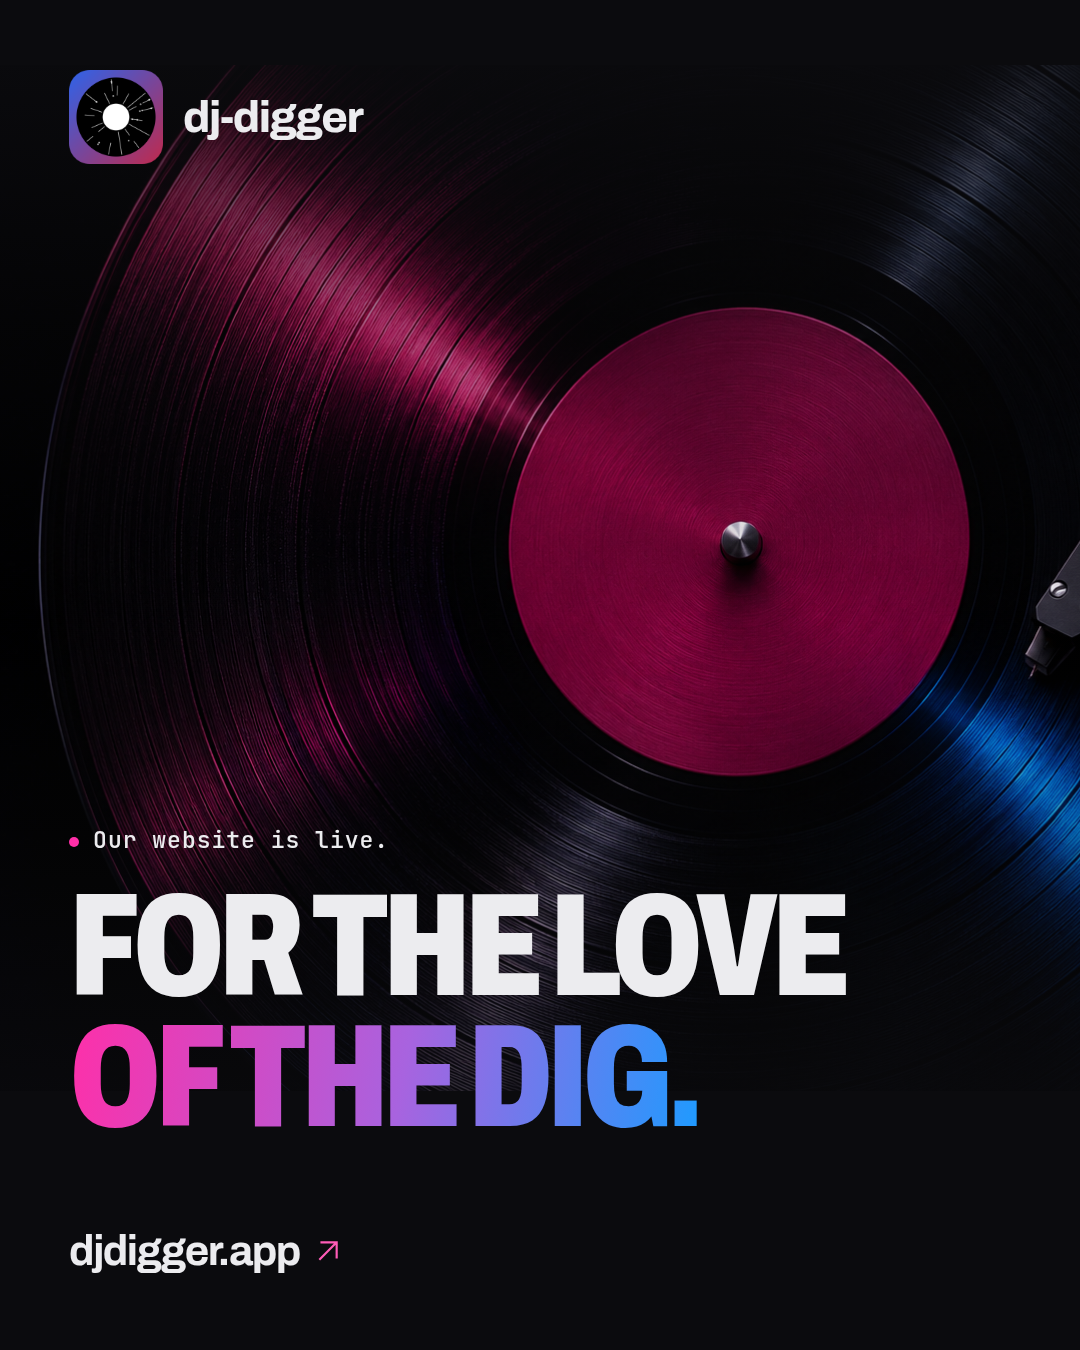 dj-digger
Our website is live.
FOR THE LOVE
OF THE DIG.
djdigger.app